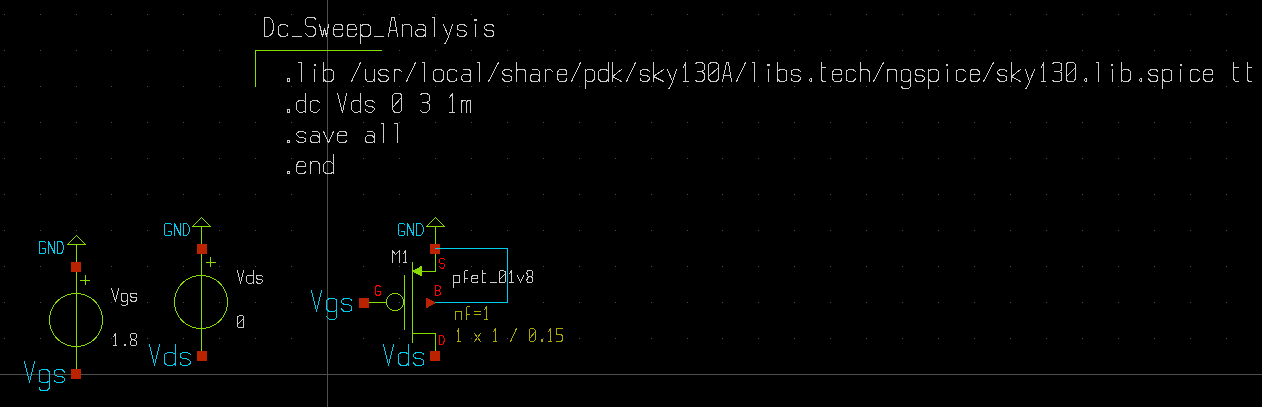 Dc_Sweep_Analysis
.lib /usr/local/share/pdk/sky130A/libs.tech/ngspice/sky130.lib.spice tt
.dc Vds 0 3 1m
.save all
.end
GND
+
Vgs
1.8
Vgs
GND
+
Vds
0
Vds
GND
M1
S
pfet_01v8
G
B
Vgs
nf=1
1 x 1 / 0.15
D
Vds